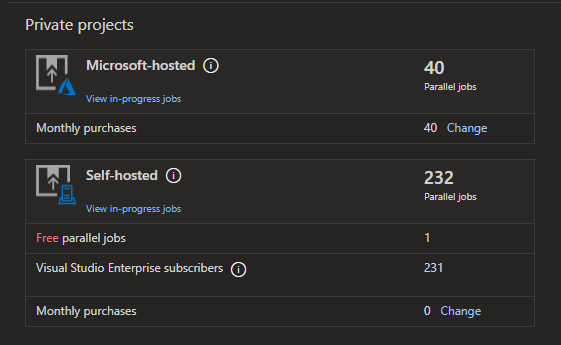 Private projects
Microsoft-hosted
40
Parallel jobs
View in-progress jobs
Monthly purchases 40 Change
Self-hosted
232
Parallel jobs
View in-progress jobs
Free parallel jobs 1
Visual Studio Enterprise subscribers 231
Monthly purchases 0 Change